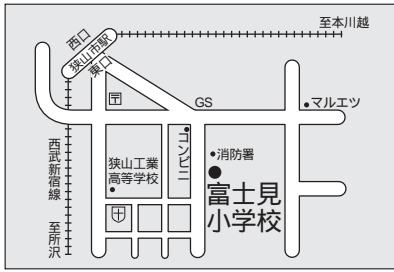 至本川越
西口
狭山市駅
東口
〒
GS
マルエツ
コンビニ
消防署
狭山工業
高等学校
富士見
小学校
西武新宿線
至所沢